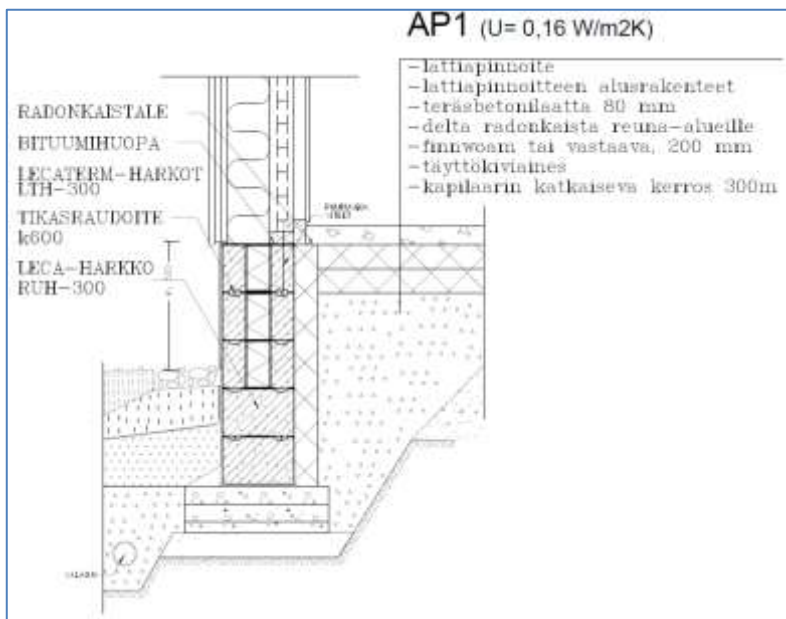 AP1 (U= 0,16 W/m2K)
-lattiapinnoite
-lattiapinnoitteen alusrakenteet
-teräsbetonilaatta 80 mm
-delta radonkaista reuna-alueille
-finnwoam tai vastaava, 200 mm
-täyttökiviaines
-kapilaarin katkaiseva kerros 300m
RADONKAISTALE
BITUUMIHUOPA
LECATERM-HARKOT
LTH-300
TIKASRAUDOITE
k600
LECA-HARKKO
RUH-300